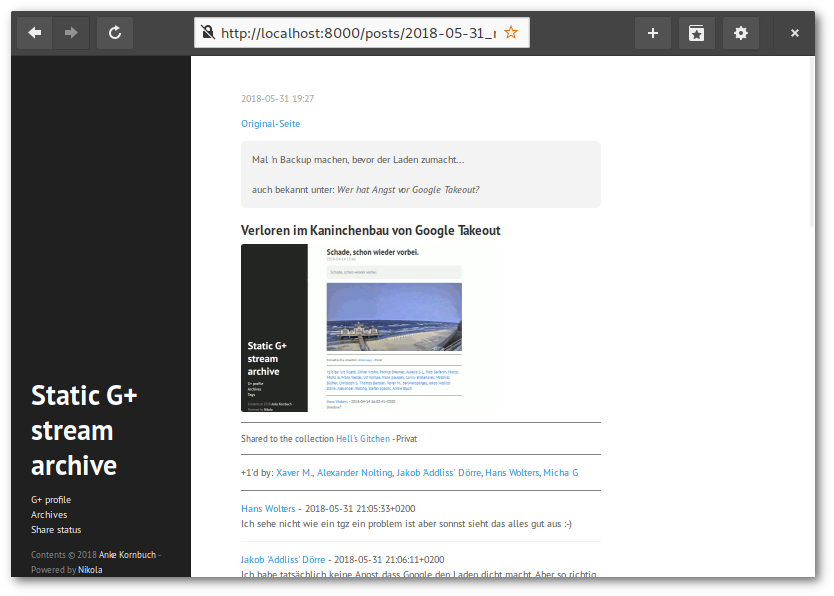 http://localhost:8000/posts/2018-05-31_r
2018-05-31 19:27
Original-Seite
Mal 'n Backup machen, bevor der Laden zumacht...
auch bekannt unter: Wer hat Angst vor Google Takeout?
Verloren im Kaninchenbau von Google Takeout
Schade, schon wieder vorbei.
Schade, schon wieder vorbei.
Static G+
stream
archive
G+ profile
Archives
Tags
Shared to the collection Hell's Gitchen - Privat
+1'd by: Xaver M., Alexander Nolting, Jakob 'Addliss' Dörre, Hans Wolters, Micha G
Hans Wolters - 2018-05-31 21:05:33+0200
Ich sehe nicht wie ein tgz ein problem ist aber sonst sieht das alles gut aus :-)
Jakob 'Addliss' Dörre - 2018-05-31 21:06:11+0200
Ich habe tatsächlich keine Angst dass Google den Laden dicht macht. Aber so richtig
Static G+
stream
archive
G+ profile
Archives
Share status
Contents © 2018 Anke Kornbuch -
Powered by Nikola